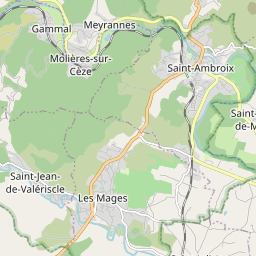 Meyrannes
Gammal
Molières-sur-
Cèze
Saint-Ambroix
Saint-
de-M
Saint-Jean-
de-Valériscle
Les Mages